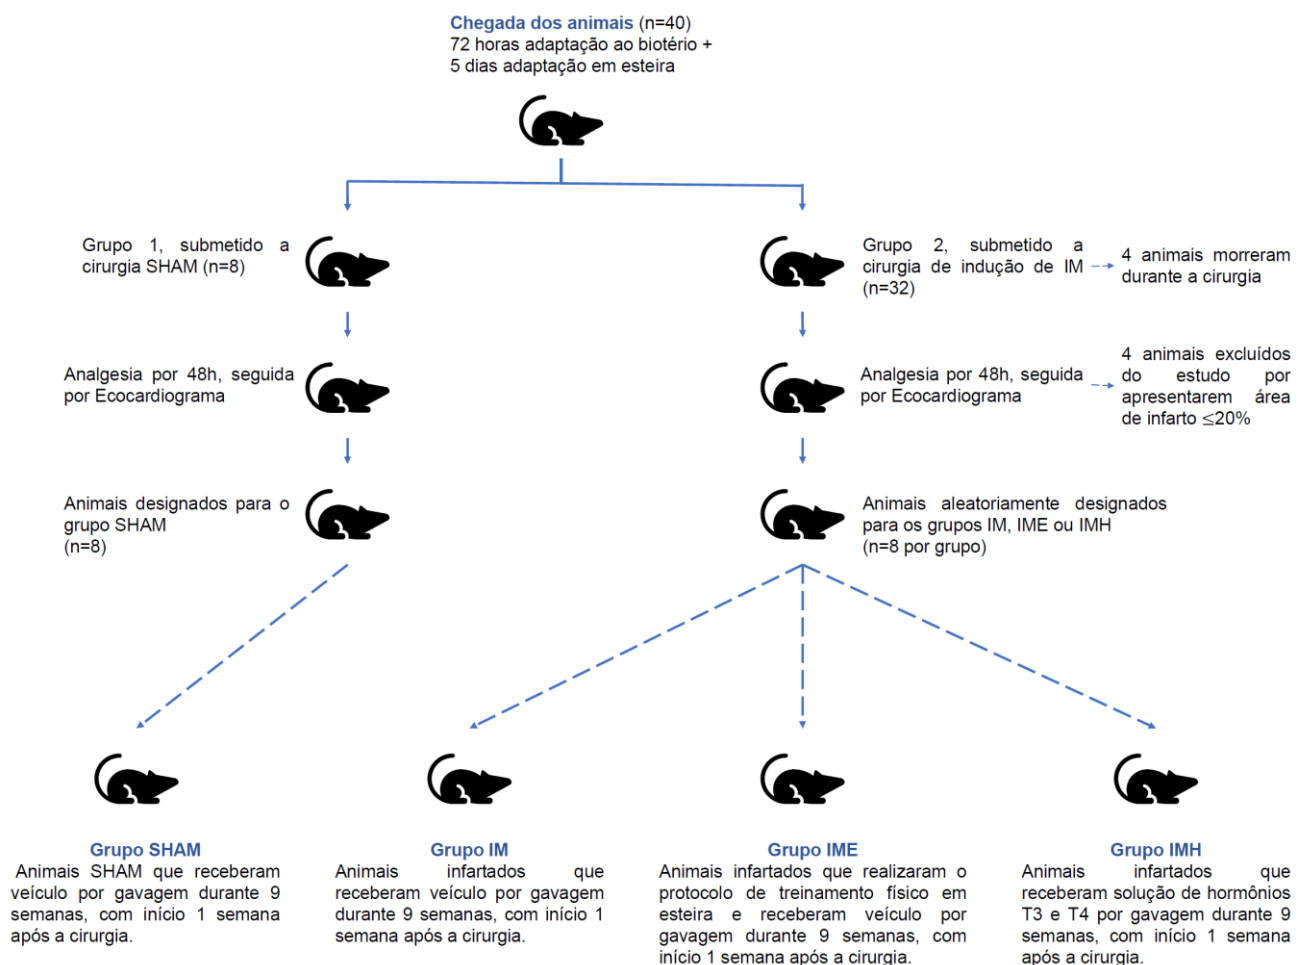 Chegada dos animais (n=40)
72 horas adaptação ao biotério +
5 dias adaptação em esteira
Grupo 1, submetido a
cirurgia SHAM (n=8)
Grupo 2, submetido a
cirurgia de indução de IM
(n=32)
4 animais morreram
durante a cirurgia
Analgesia por 48h, seguida
por Ecocardiograma
Analgesia por 48h, seguida
por Ecocardiograma
4 animais excluídos
do estudo por
apresentarem área
de infarto ≤20%
Animais designados para o
grupo SHAM
(n=8)
Animais aleatoriamente designados
para os grupos IM, IME ou IMH
(n=8 por grupo)
Grupo SHAM
Animais SHAM que receberam
veículo por gavagem durante 9
semanas, com início 1 semana
após a cirurgia.
Grupo IM
Animais infartados que
receberam veículo por gavagem
durante 9 semanas, com início 1
semana após a cirurgia.
Grupo IME
Animais infartados que realizaram o
protocolo de treinamento físico em
esteira e receberam veículo por
gavagem durante 9 semanas, com
início 1 semana após a cirurgia.
Grupo IMH
Animais infartados que
receberam solução de hormônios
T3 e T4 por gavagem durante 9
semanas, com início 1 semana
após a cirurgia.